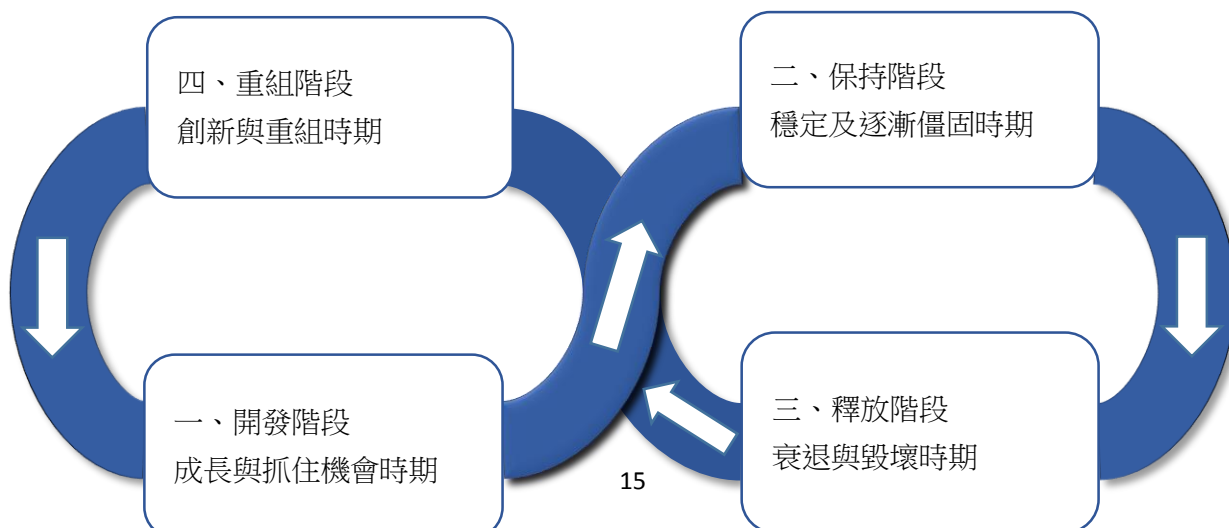 四、重組階段
創新與重組時期
二、保持階段
穩定及逐漸僵固時期
一、開發階段
成長與抓住機會時期
三、釋放階段
衰退與毀壞時期
15